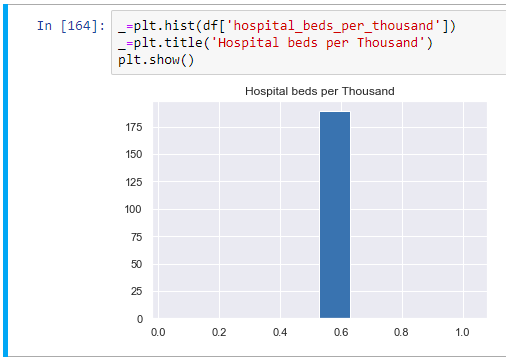 In [164]: _=plt.hist(df['hospital_beds_per_thousand'])
_=plt.title('Hospital beds per Thousand')
plt.show()
Hospital beds per Thousand
175
150
125
100
75
50
25
0
0.0 0.2 0.4 0.6 0.8 1.0